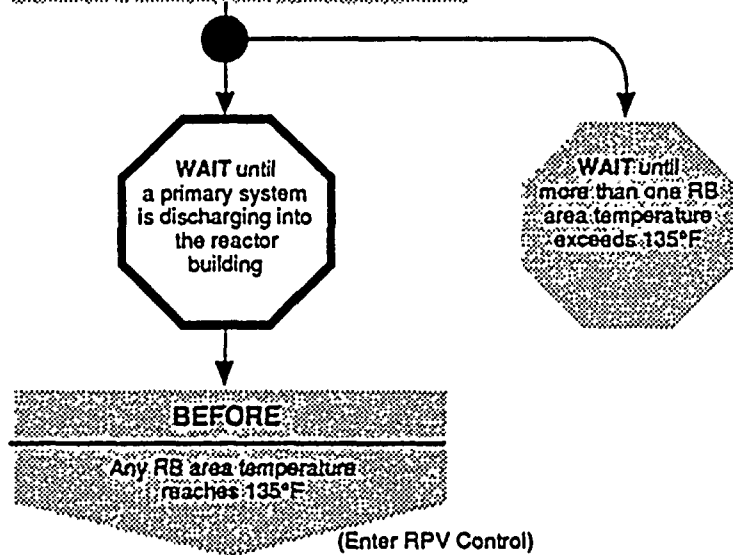 WAIT until
a primary system
is discharging into
the reactor
building
WAIT until
more than one RB
area temperature
exceeds 135°F
BEFORE
Any RB area temperature
reaches 135°F
(Enter RPV Control)